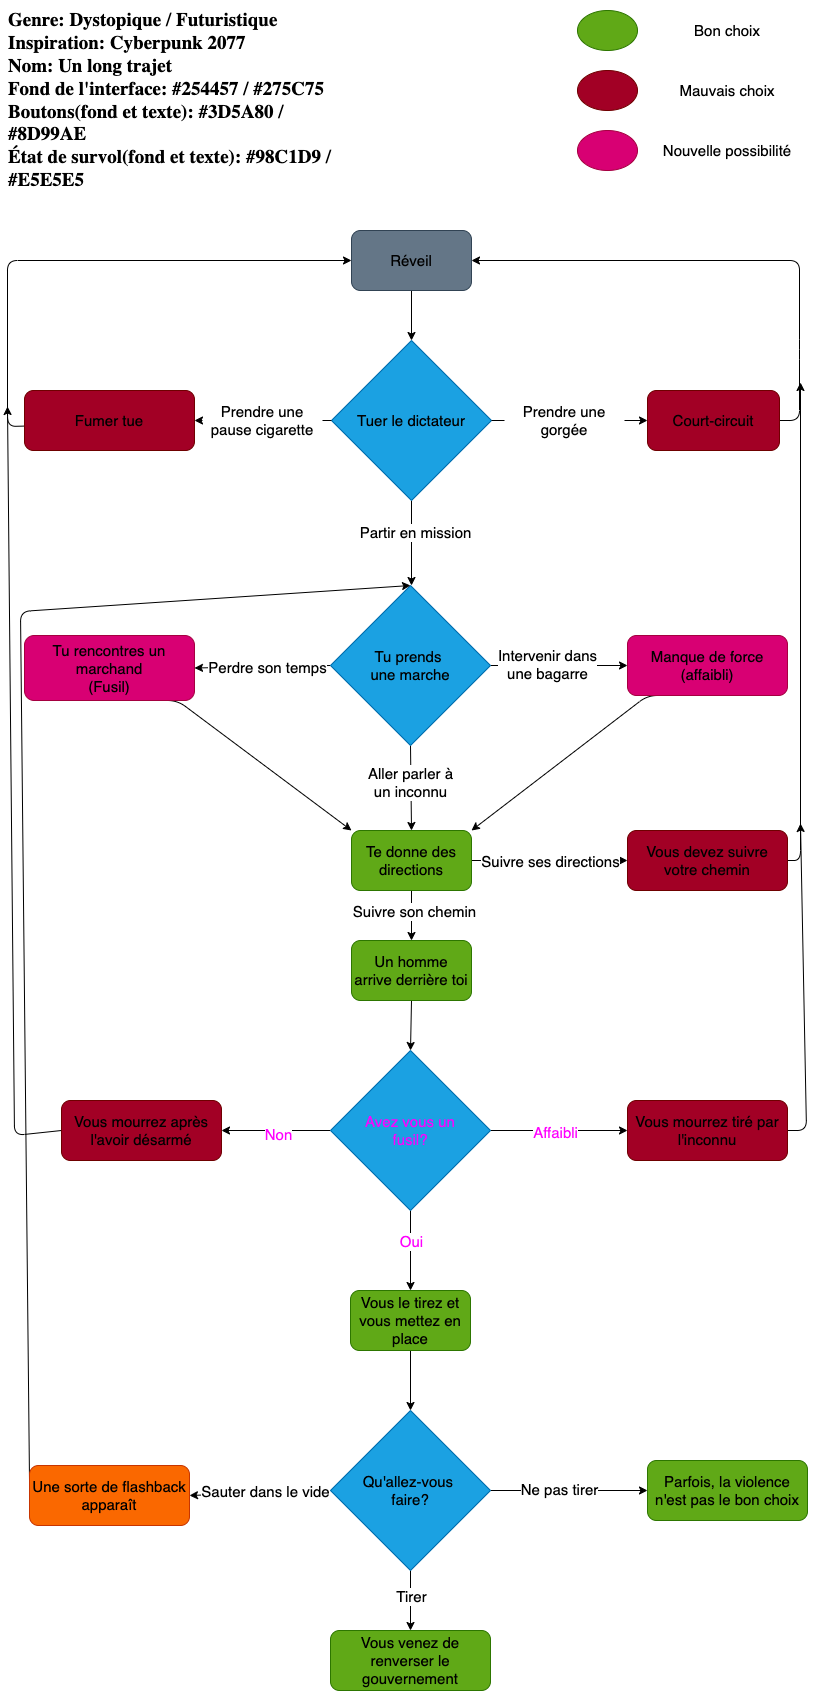 Genre: Dystopique / Futuristique
Inspiration: Cyberpunk 2077
Nom: Un long trajet
Fond de l'interface: #254457 / #275C75
Boutons(fond et texte): #3D5A80 /
#8D99AE
État de survol(fond et texte): #98C1D9 /
#E5E5E5
Bon choix
Mauvais choix
Nouvelle possibilité
Réveil
Fumer tue
Prendre une
pause cigarette
Tuer le dictateur
Prendre une
gorgée
Court-circuit
Partir en mission
Tu rencontres un
marchand
(Fusil)
Perdre son temps
Tu prends
une marche
Intervenir dans
une bagarre
Manque de force
(affaibli)
Aller parler à
un inconnu
Te donne des
directions
Suivre ses directions
Vous devez suivre
votre chemin
Suivre son chemin
Un homme
arrive derrière toi
Vous mourrez après
l'avoir désarmé
Non
Avez vous un
fusil?
Affaibli
Vous mourrez tiré par
l'inconnu
Oui
Vous le tirez et
vous mettez en
place
Une sorte de flashback
apparaît
Sauter dans le vide
Qu'allez-vous
faire?
Ne pas tirer
Parfois, la violence
n'est pas le bon choix
Tirer
Vous venez de
renverser le
gouvernement